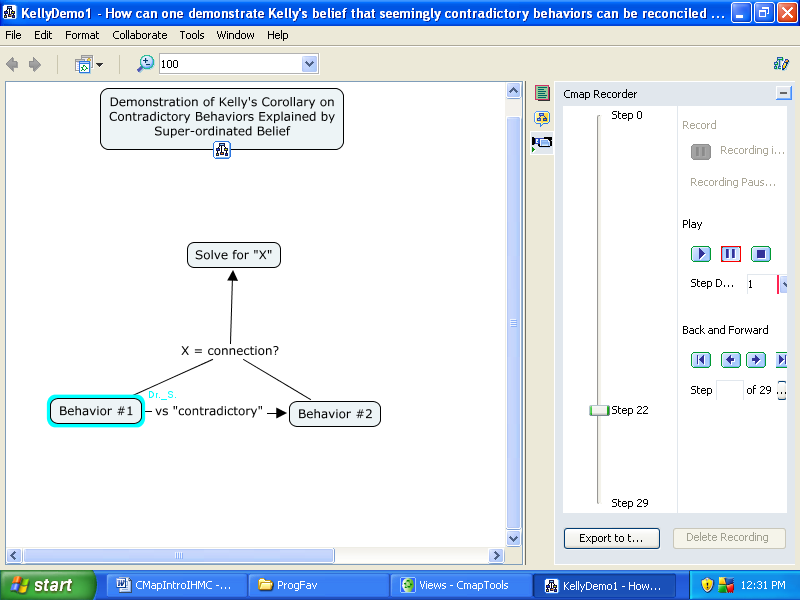 KellyDemo1 - How can one demonstrate Kelly's belief that seemingly contradictory behaviors can be reconciled ...
File Edit Format Collaborate Tools Window Help
100
Demonstration of Kelly's Corollary on
Contradictory Behaviors Explained by
Super-ordinated Belief
Solve for "X"
X = connection?
Dr._S.
Behavior #1
vs "contradictory"
Behavior #2
Cmap Recorder
Step 0
Step 22
Step 29
Record
Recording i...
Recording Paus...
Play
Step D... 1
Back and Forward
Step of 29 ...
Export to t...
Delete Recording
start
CMapIntroIHMC -...
ProgFav
Views - CmapTools
KellyDemo1 - How...
12:31 PM